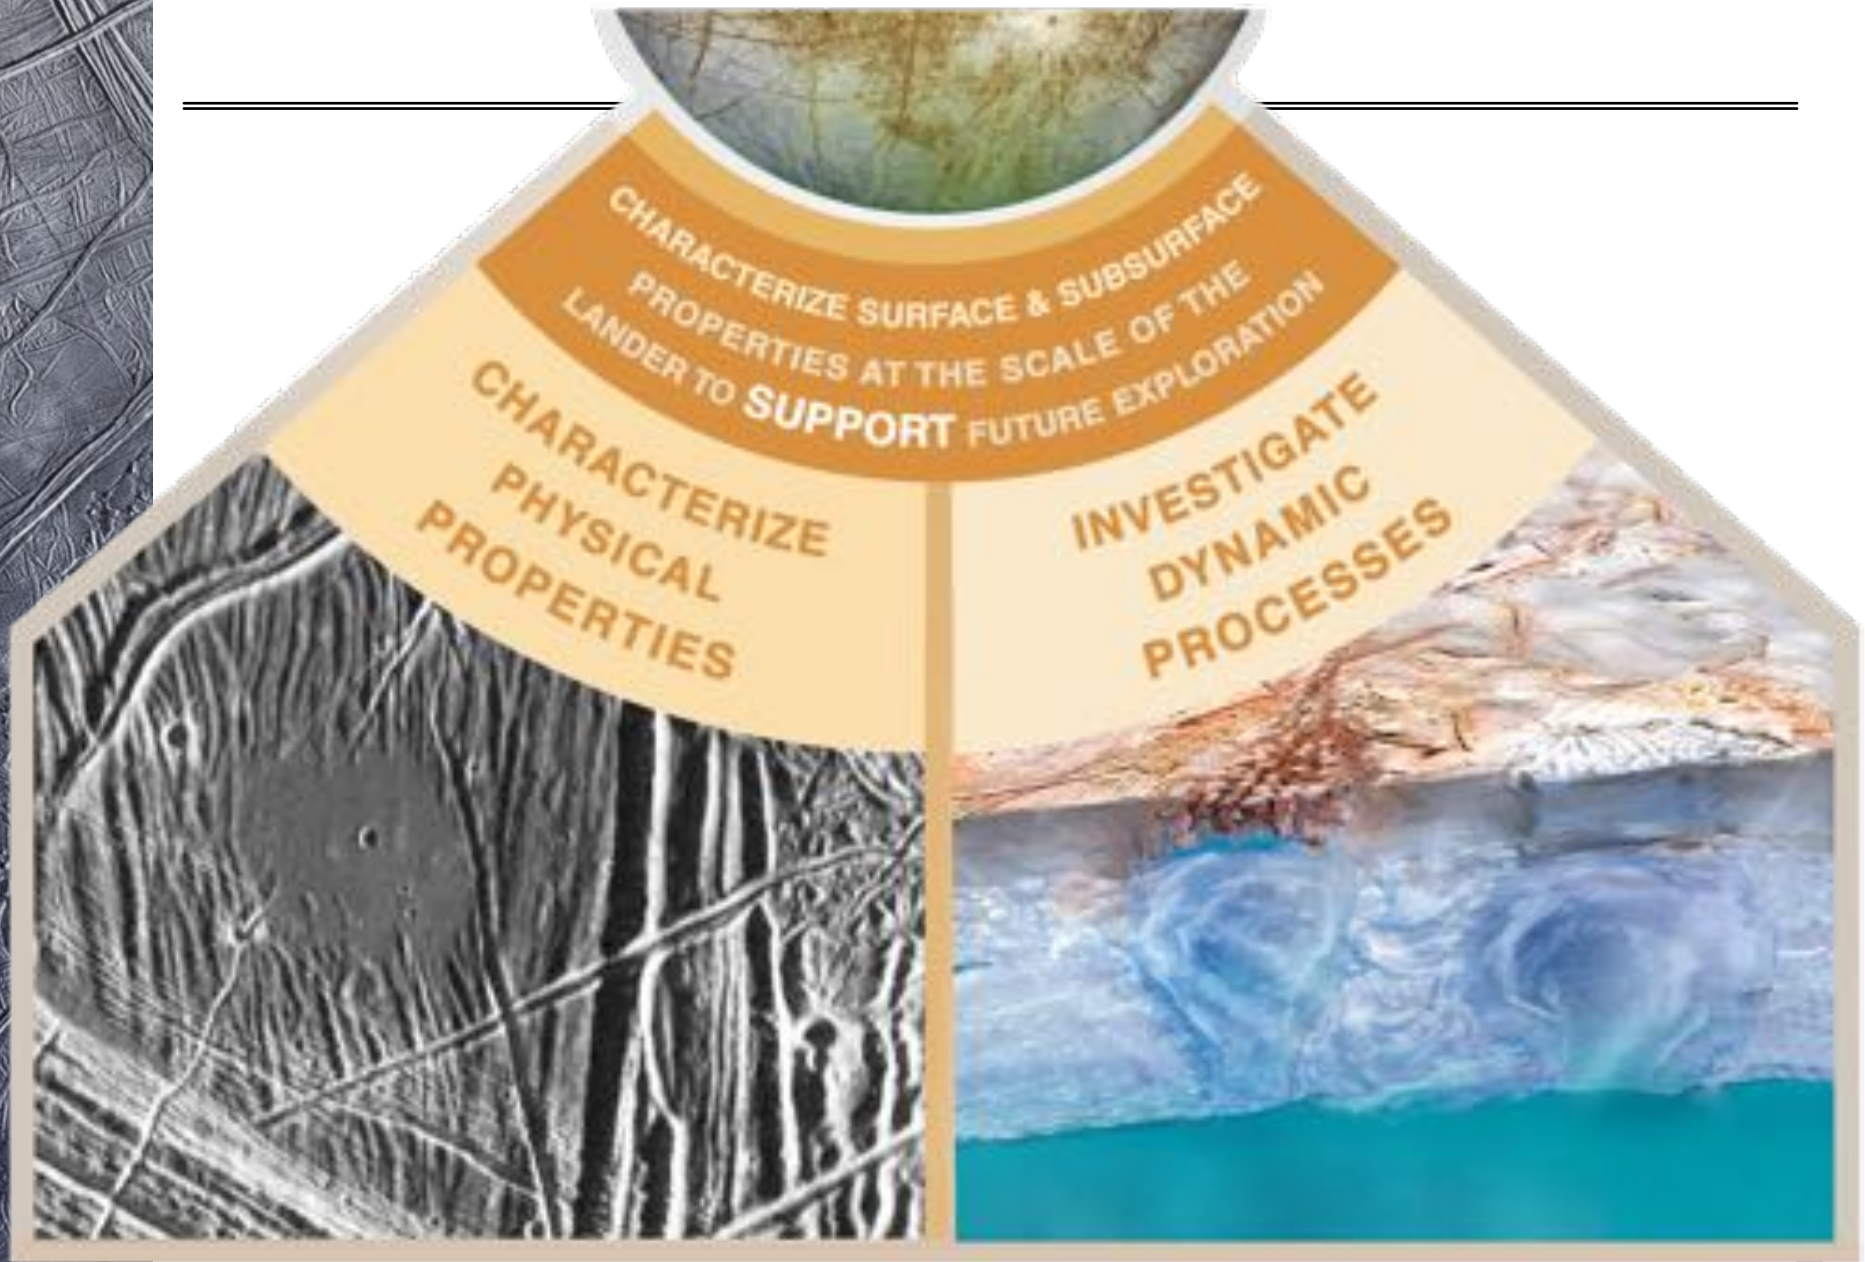 CHARACTERIZE SURFACE & SUBSURFACE
PROPERTIES AT THE SCALE OF THE
LANDER TO SUPPORT FUTURE EXPLORATION
CHARACTERIZE
PHYSICAL
PROPERTIES
INVESTIGATE
DYNAMIC
PROCESSES